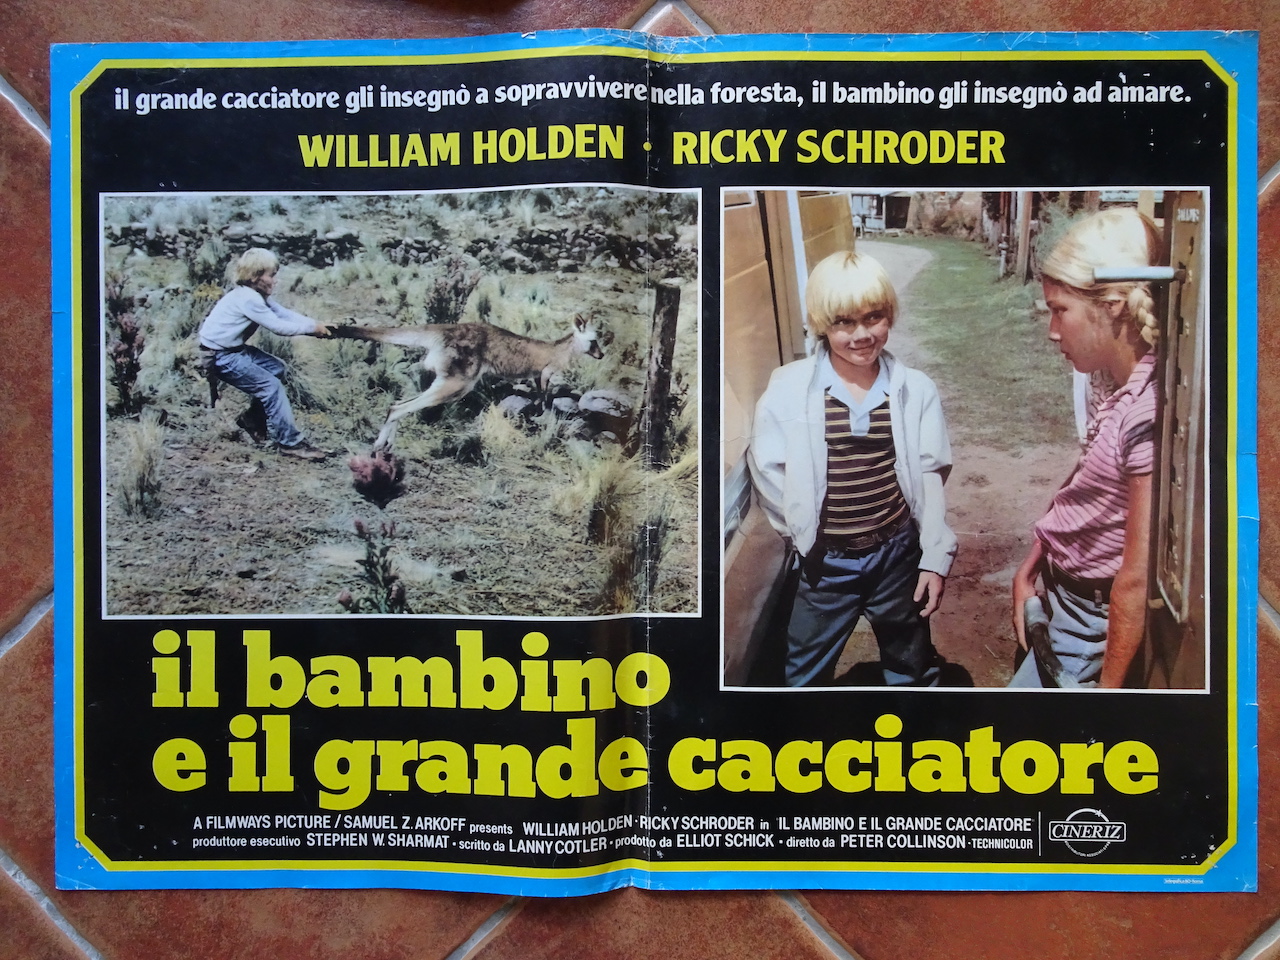 il grande cacciatore gli insegnò a sopravvivere nella foresta, il bambino gli insegnò ad amare.
WILLIAM HOLDEN · RICKY SCHRODER
il bambino
e il grande cacciatore
A FILMWAYS PICTURE / SAMUEL Z. ARKOFF presents WILLIAM HOLDEN · RICKY SCHRODER in "IL BAMBINO E IL GRANDE CACCIATORE"
produttore esecutivo STEPHEN W. SHARMAT · scritto da LANNY COTLER · prodotto da ELLIOT SCHICK · diretto da PETER COLLINSON · TECHNICOLOR
CINERIZ